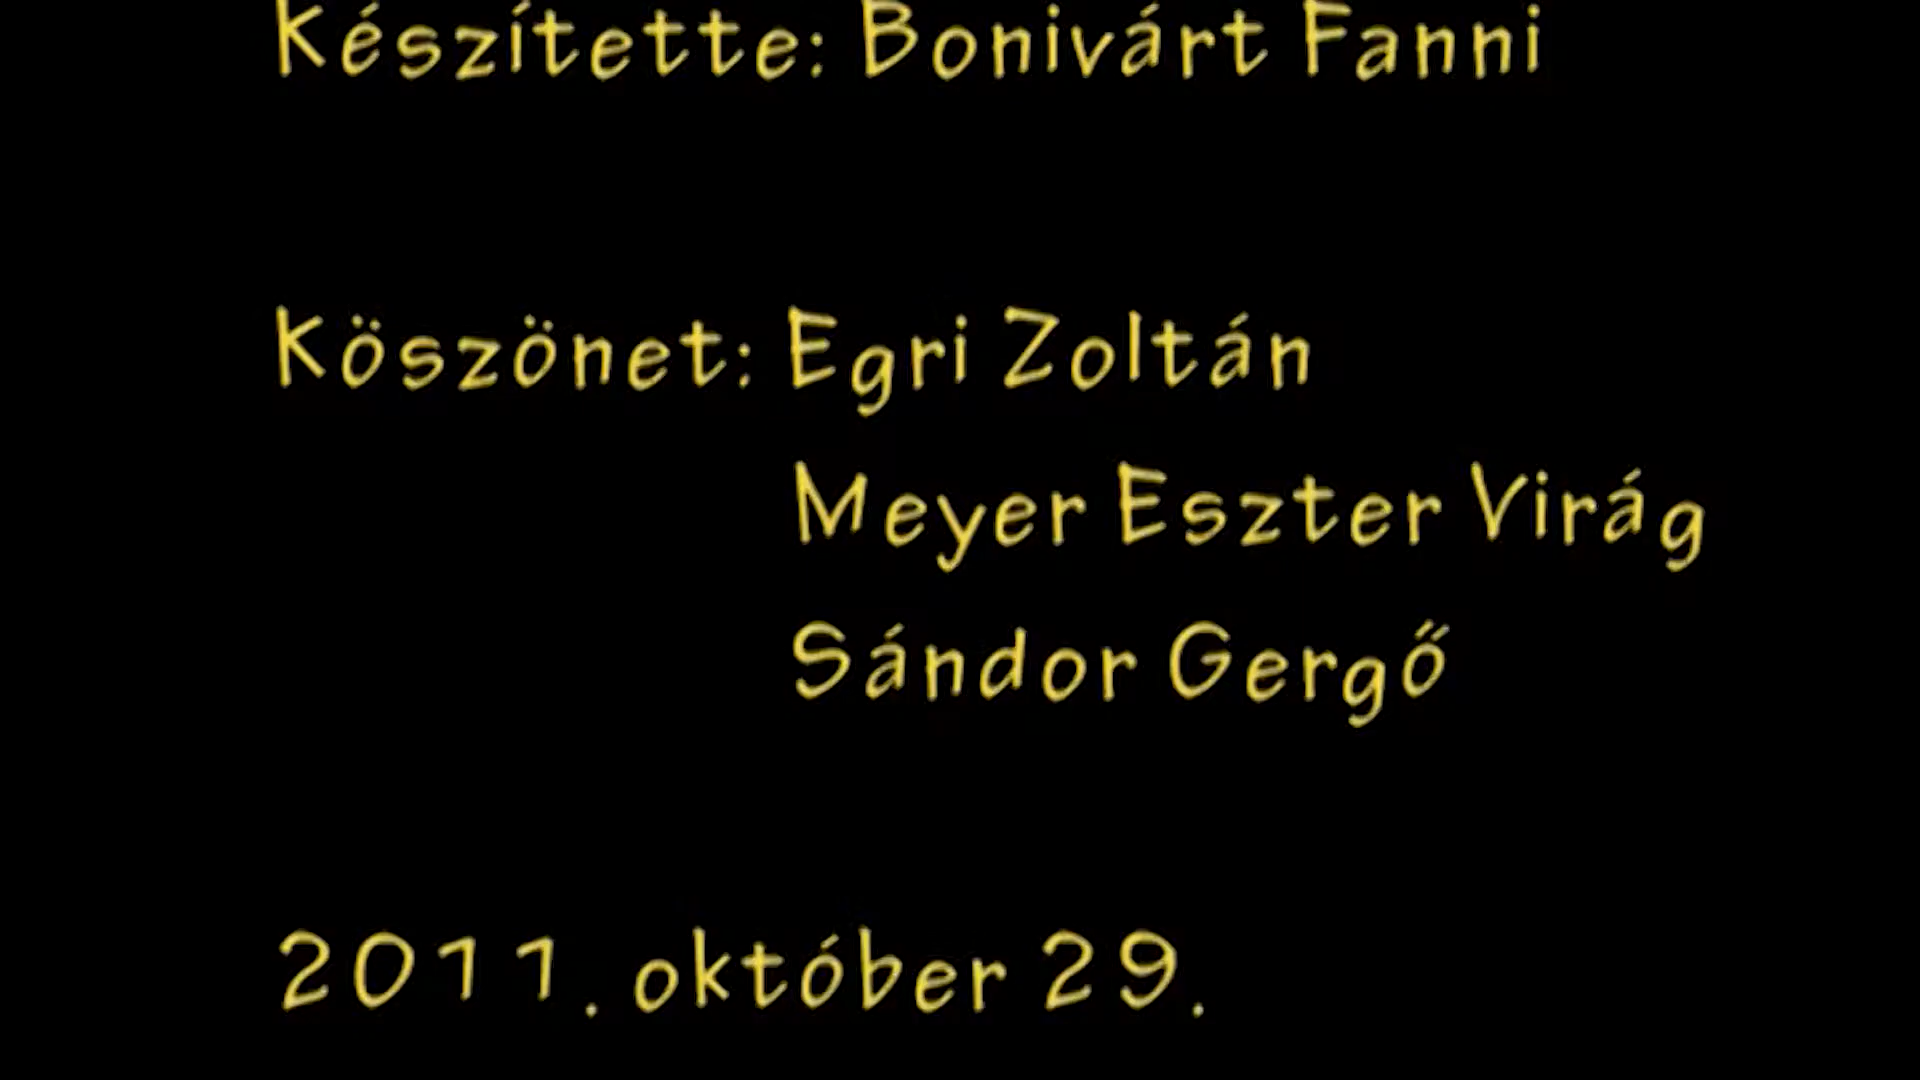 Készítette: Bonivárt Fanni
Köszönet: Egri Zoltán
Meyer Eszter Virág
Sándor Gergő
2011. október 29.